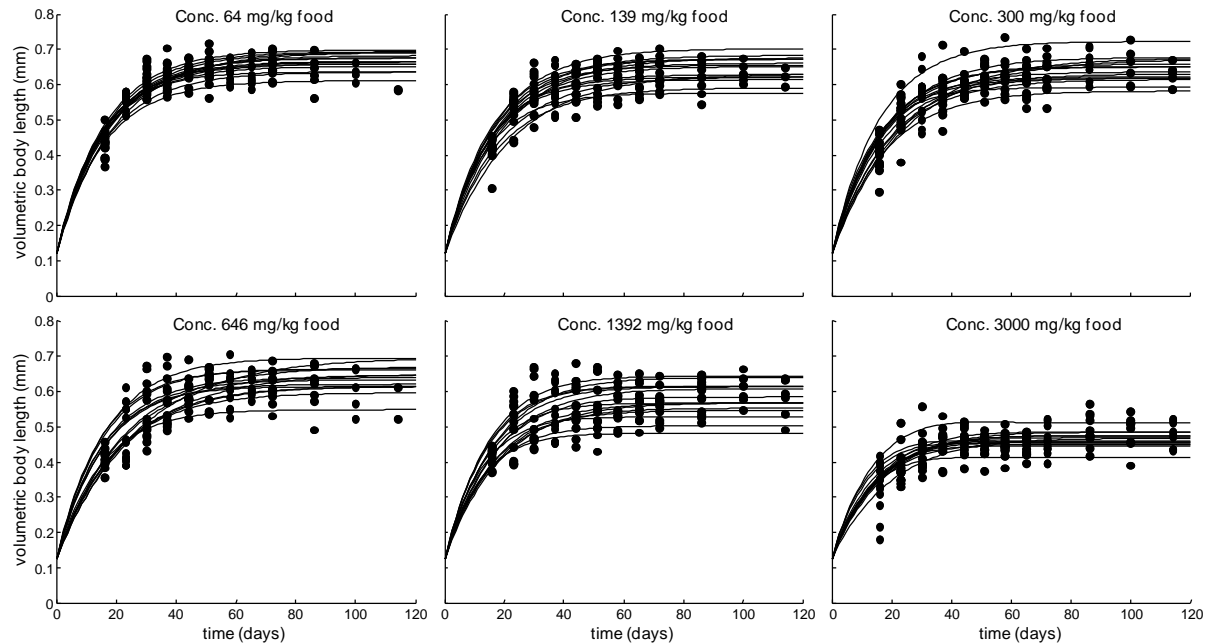 Conc. 64 mg/kg food
Conc. 139 mg/kg food
Conc. 300 mg/kg food
0.8
0.7
0.6
0.5
0.4
0.3
0.2
0.1
0
volumetric body length (mm)
Conc. 646 mg/kg food
Conc. 1392 mg/kg food
Conc. 3000 mg/kg food
0.8
0.7
0.6
0.5
0.4
0.3
0.2
0.1
0
volumetric body length (mm)
0 20 40 60 80 100 120
0 20 40 60 80 100 120
0 20 40 60 80 100 120
time (days)
time (days)
time (days)